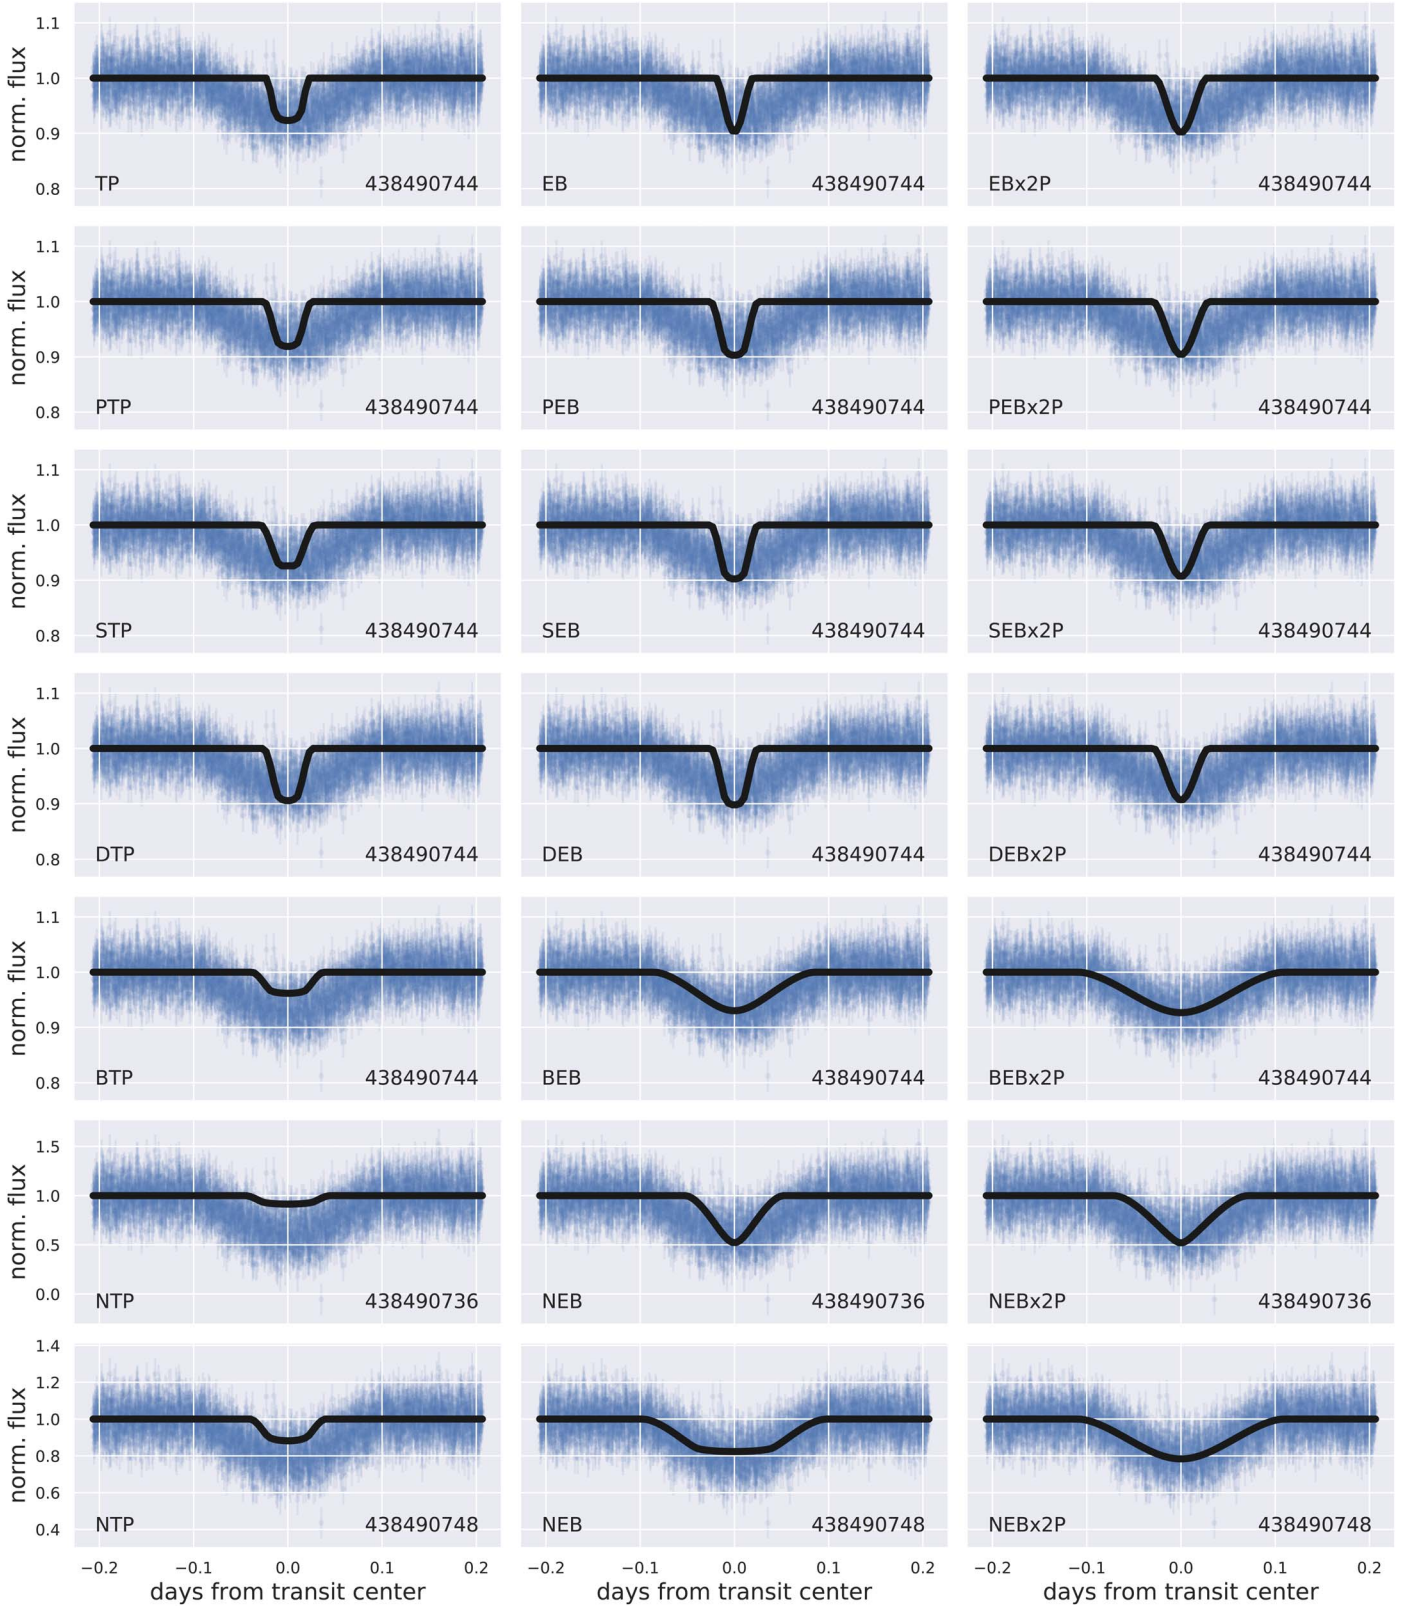 1.1
1.0
0.9
0.8
norm. flux
TP 438490744
EB 438490744
EBx2P 438490744
1.1
1.0
0.9
0.8
norm. flux
PTP 438490744
PEB 438490744
PEBx2P 438490744
1.1
1.0
0.9
0.8
norm. flux
STP 438490744
SEB 438490744
SEBx2P 438490744
1.1
1.0
0.9
0.8
norm. flux
DTP 438490744
DEB 438490744
DEBx2P 438490744
1.1
1.0
0.9
0.8
norm. flux
BTP 438490744
BEB 438490744
BEBx2P 438490744
1.5
1.0
0.5
0.0
norm. flux
NTP 438490736
NEB 438490736
NEBx2P 438490736
1.4
1.2
1.0
0.8
0.6
0.4
norm. flux
NTP 438490748
NEB 438490748
NEBx2P 438490748
−0.2 −0.1 0.0 0.1 0.2
−0.2 −0.1 0.0 0.1 0.2
−0.2 −0.1 0.0 0.1 0.2
days from transit center
days from transit center
days from transit center